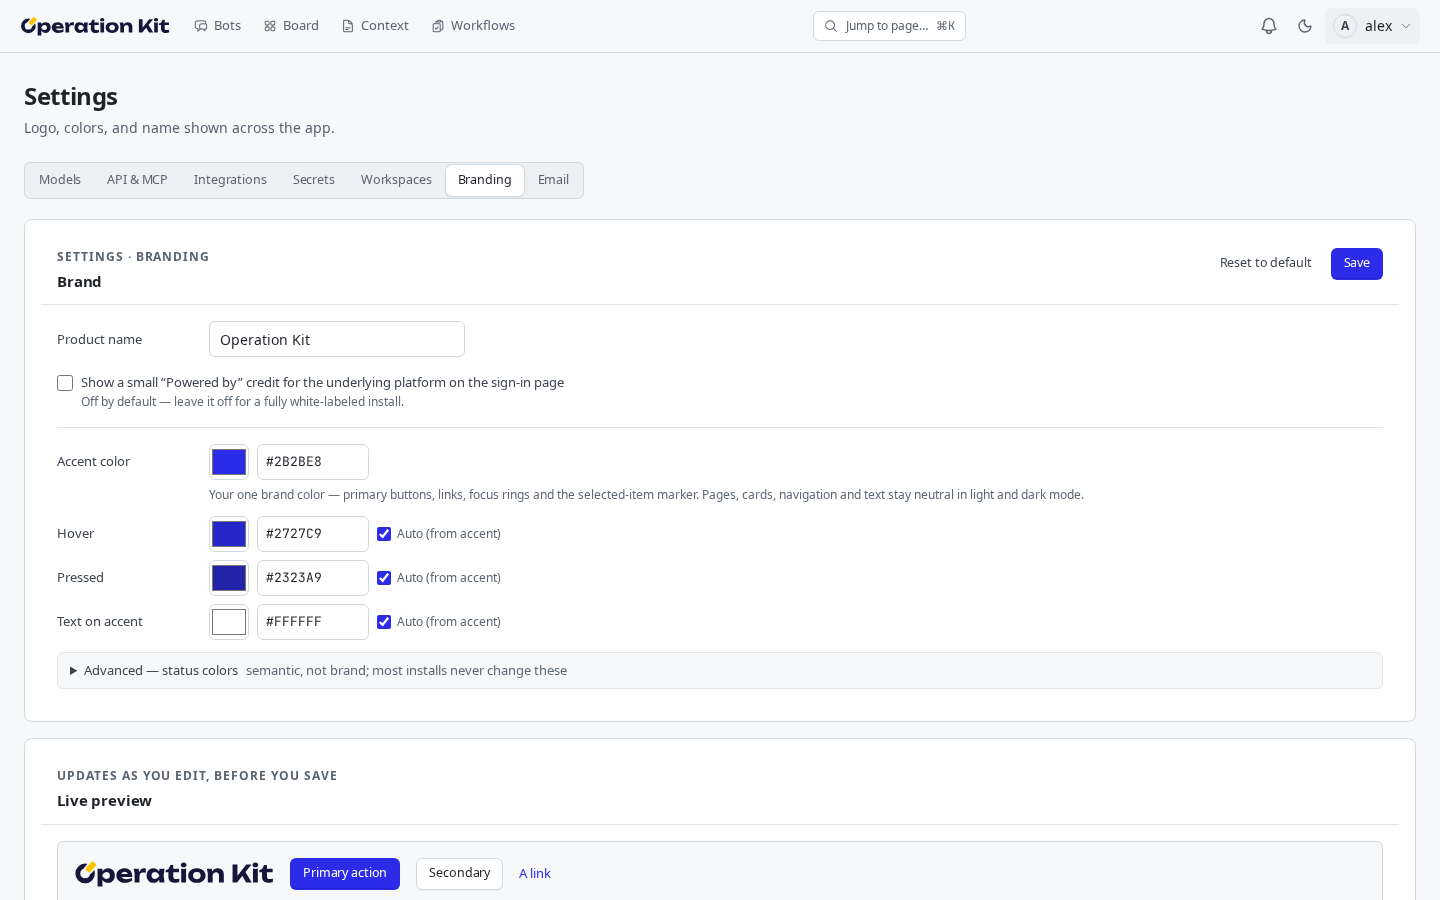 Operation Kit
Bots
Board
Context
Workflows
Jump to page... ⌘K
A
alex
Settings
Logo, colors, and name shown across the app.
Models
API & MCP
Integrations
Secrets
Workspaces
Branding
Email
SETTINGS · BRANDING
Brand
Reset to default
Save
Product name
Operation Kit
Show a small “Powered by” credit for the underlying platform on the sign-in page
Off by default — leave it off for a fully white-labeled install.
Accent color
#2B2BE8
Your one brand color — primary buttons, links, focus rings and the selected-item marker. Pages, cards, navigation and text stay neutral in light and dark mode.
Hover
#2727C9
Auto (from accent)
Pressed
#2323A9
Auto (from accent)
Text on accent
#FFFFFF
Auto (from accent)
Advanced — status colors semantic, not brand; most installs never change these
UPDATES AS YOU EDIT, BEFORE YOU SAVE
Live preview
Operation Kit
Primary action
Secondary
A link